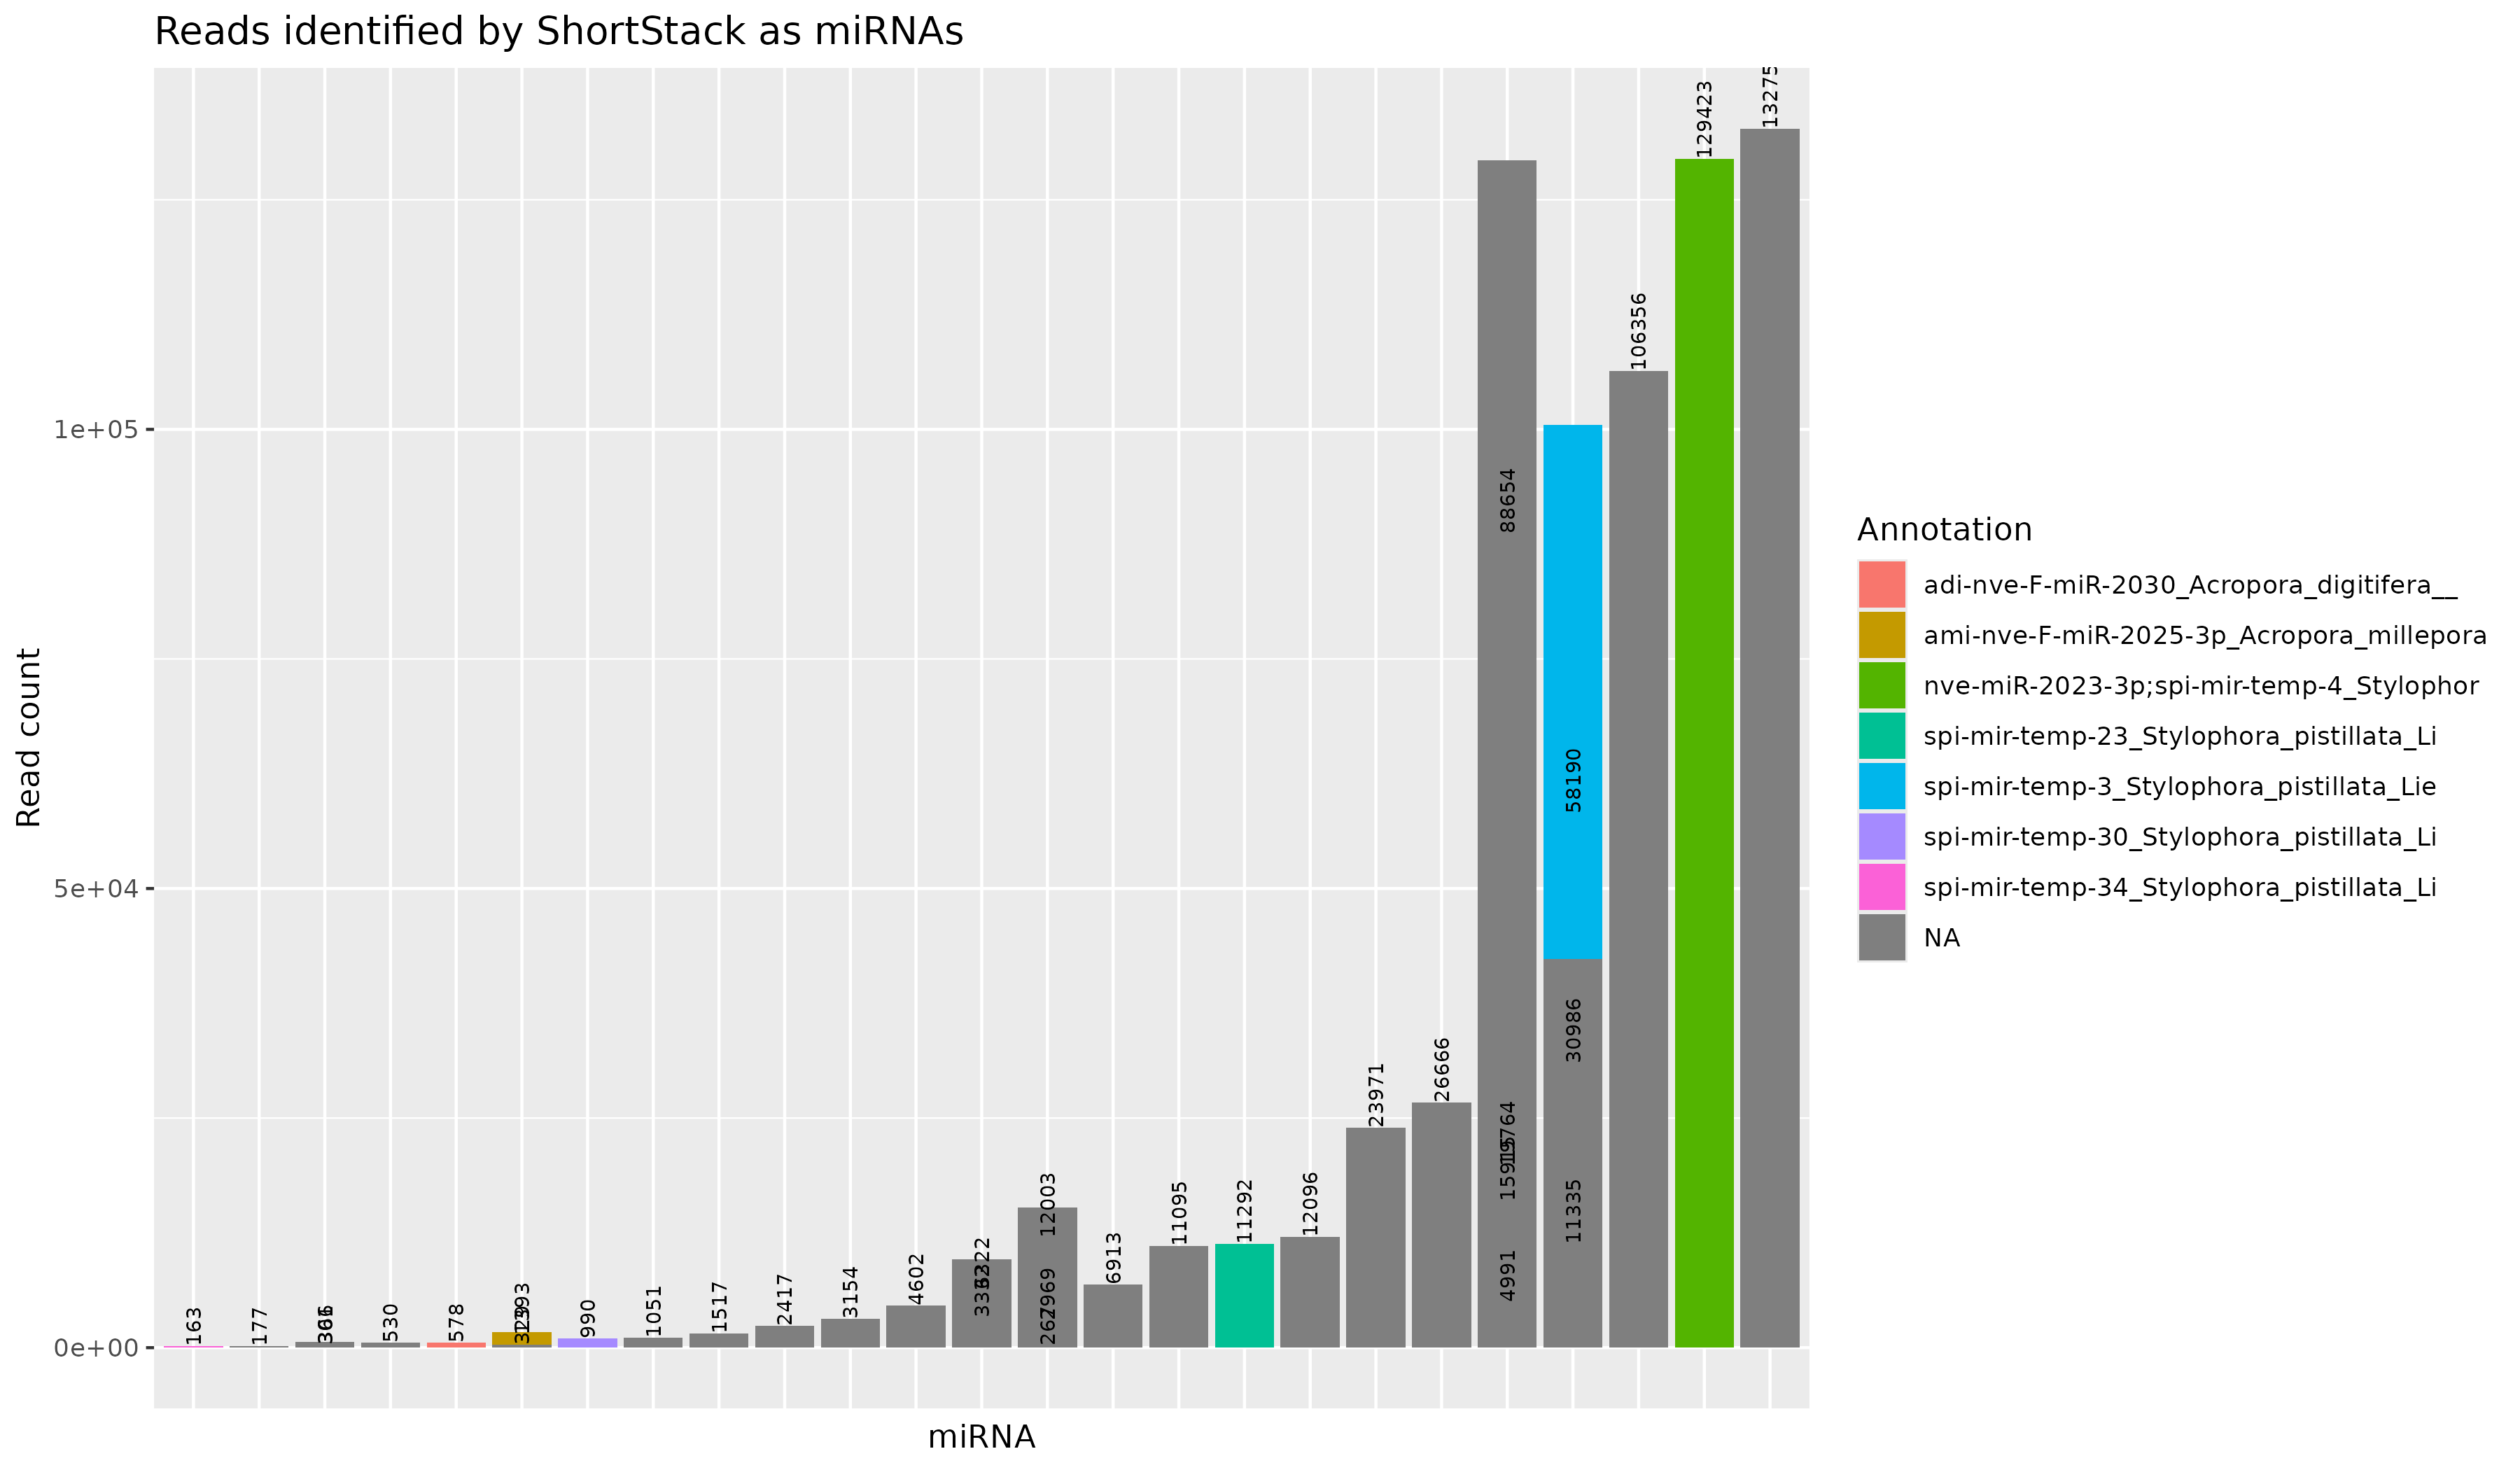 Reads identified by ShortStack as miRNAs
Read count
1e+05
5e+04
0e+00
163
177
530
578
990
1051
1517
2417
3154
4602
12003
6913
11095
11292
12096
23971
26666
88654
4991
58190
30986
11335
106356
129423
miRNA
Annotation
adi-nve-F-miR-2030_Acropora_digitifera__
ami-nve-F-miR-2025-3p_Acropora_millepora
nve-miR-2023-3p;spi-mir-temp-4_Stylophor
spi-mir-temp-23_Stylophora_pistillata_Li
spi-mir-temp-3_Stylophora_pistillata_Lie
spi-mir-temp-30_Stylophora_pistillata_Li
spi-mir-temp-34_Stylophora_pistillata_Li
NA